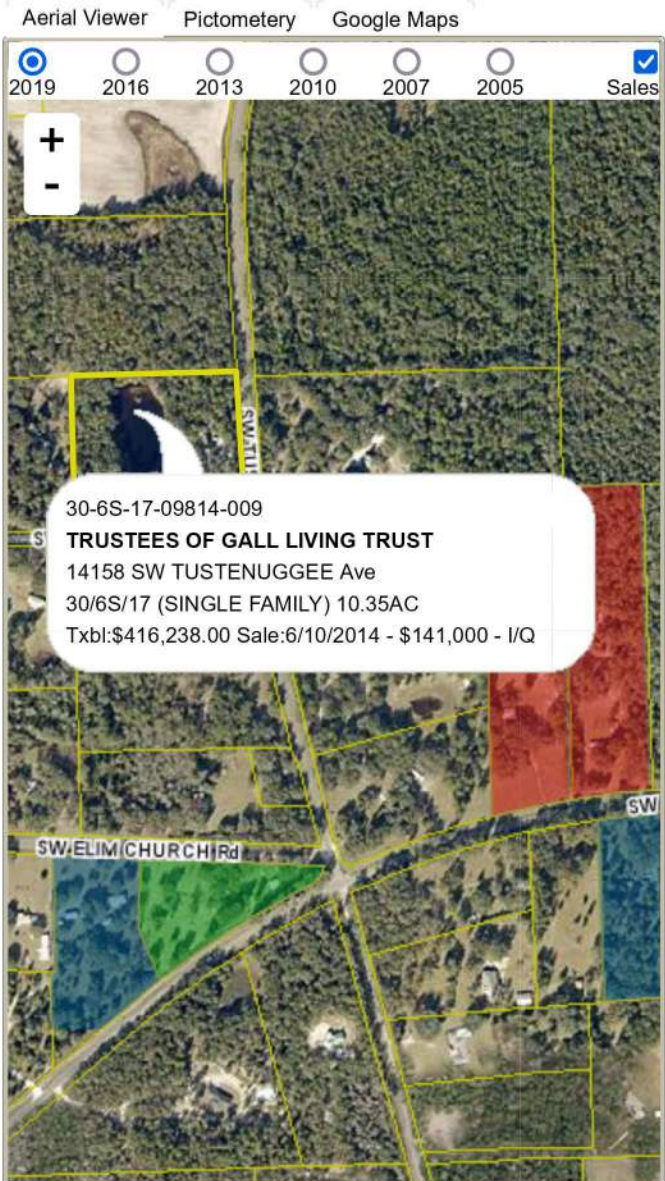 Aerial Viewer Pictometery Google Maps
2019 2016 2013 2010 2007 2005 Sales
+
-
SW TU
30-6S-17-09814-009
S
TRUSTEES OF GALL LIVING TRUST
14158 SW TUSTENUGGEE Ave
30/6S/17 (SINGLE FAMILY) 10.35AC
Txbl:$416,238.00 Sale:6/10/2014 - $141,000 - I/Q
SW
SW ELIM CHURCH Rd